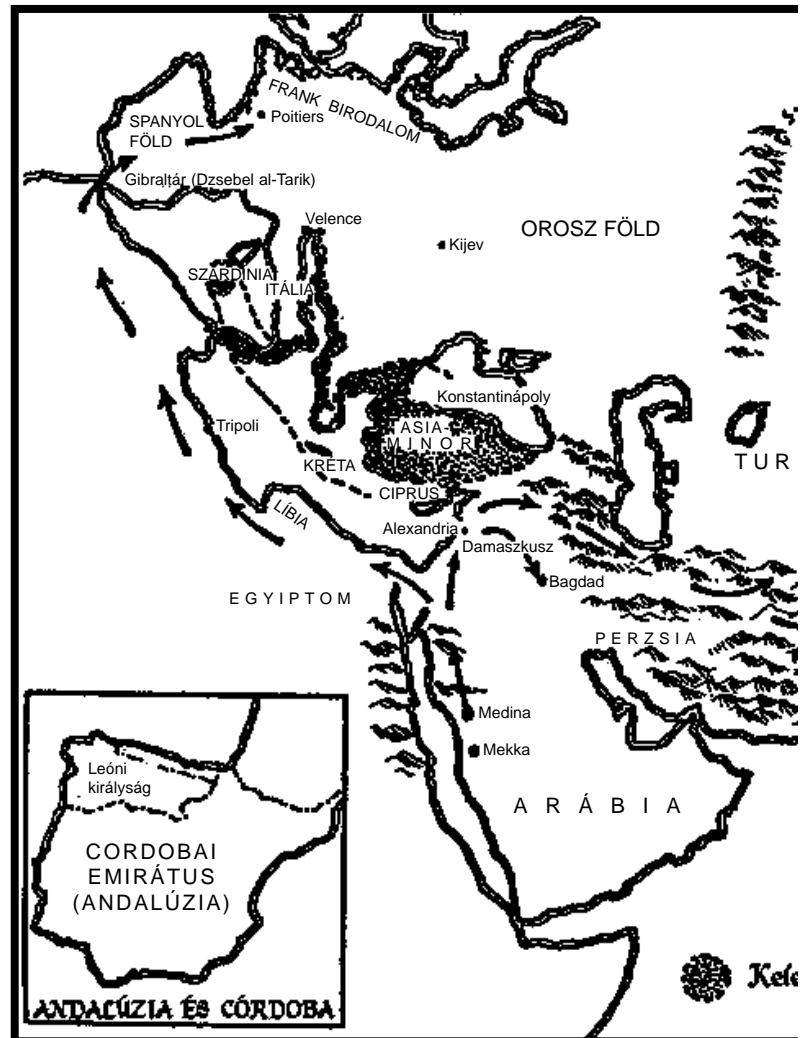 FRANK BIRODALOM
SPANYOL
FÖLD
Poitiers
Gibraltár (Dzsebel al-Tarik)
Velence
Kijev
OROSZ FÖLD
SZÁRDÍNIA
ITÁLIA
Konstantinápoly
Tripoli
ASIA-
MINOR
KRÉTA
TUR
CIPRUS
LÍBIA
Alexandria
Damaszkusz
Bagdad
EGYIPTOM
PERZSIA
Medina
Mekka
ARÁBIA
Leóni
királyság
CORDOBAI
EMIRÁTUS
(ANDALÚZIA)
ANDALÚZIA ÉS CÓRDOBA
Kele